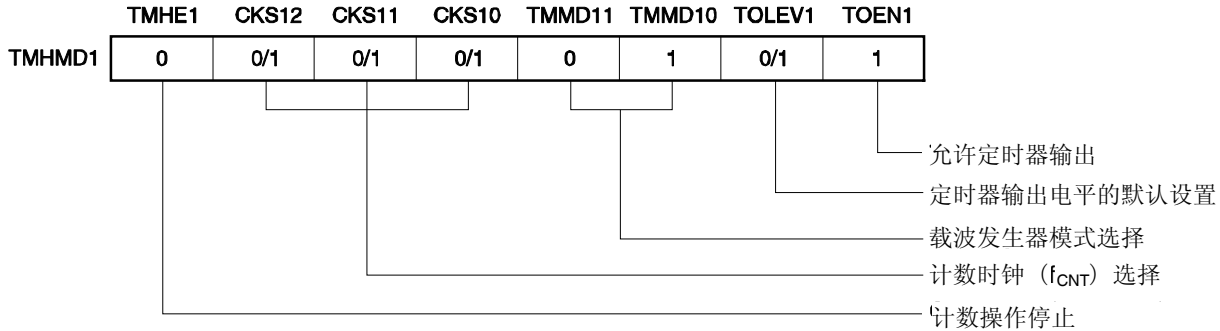 TMHE1 CKS12 CKS11 CKS10 TMMD11 TMMD10 TOLEV1 TOEN1
TMHMD1 0 0/1 0/1 0/1 0 1 0/1 1
允许定时器输出
定时器输出电平的默认设置
载波发生器模式选择
计数时钟（fCNT）选择
计数操作停止